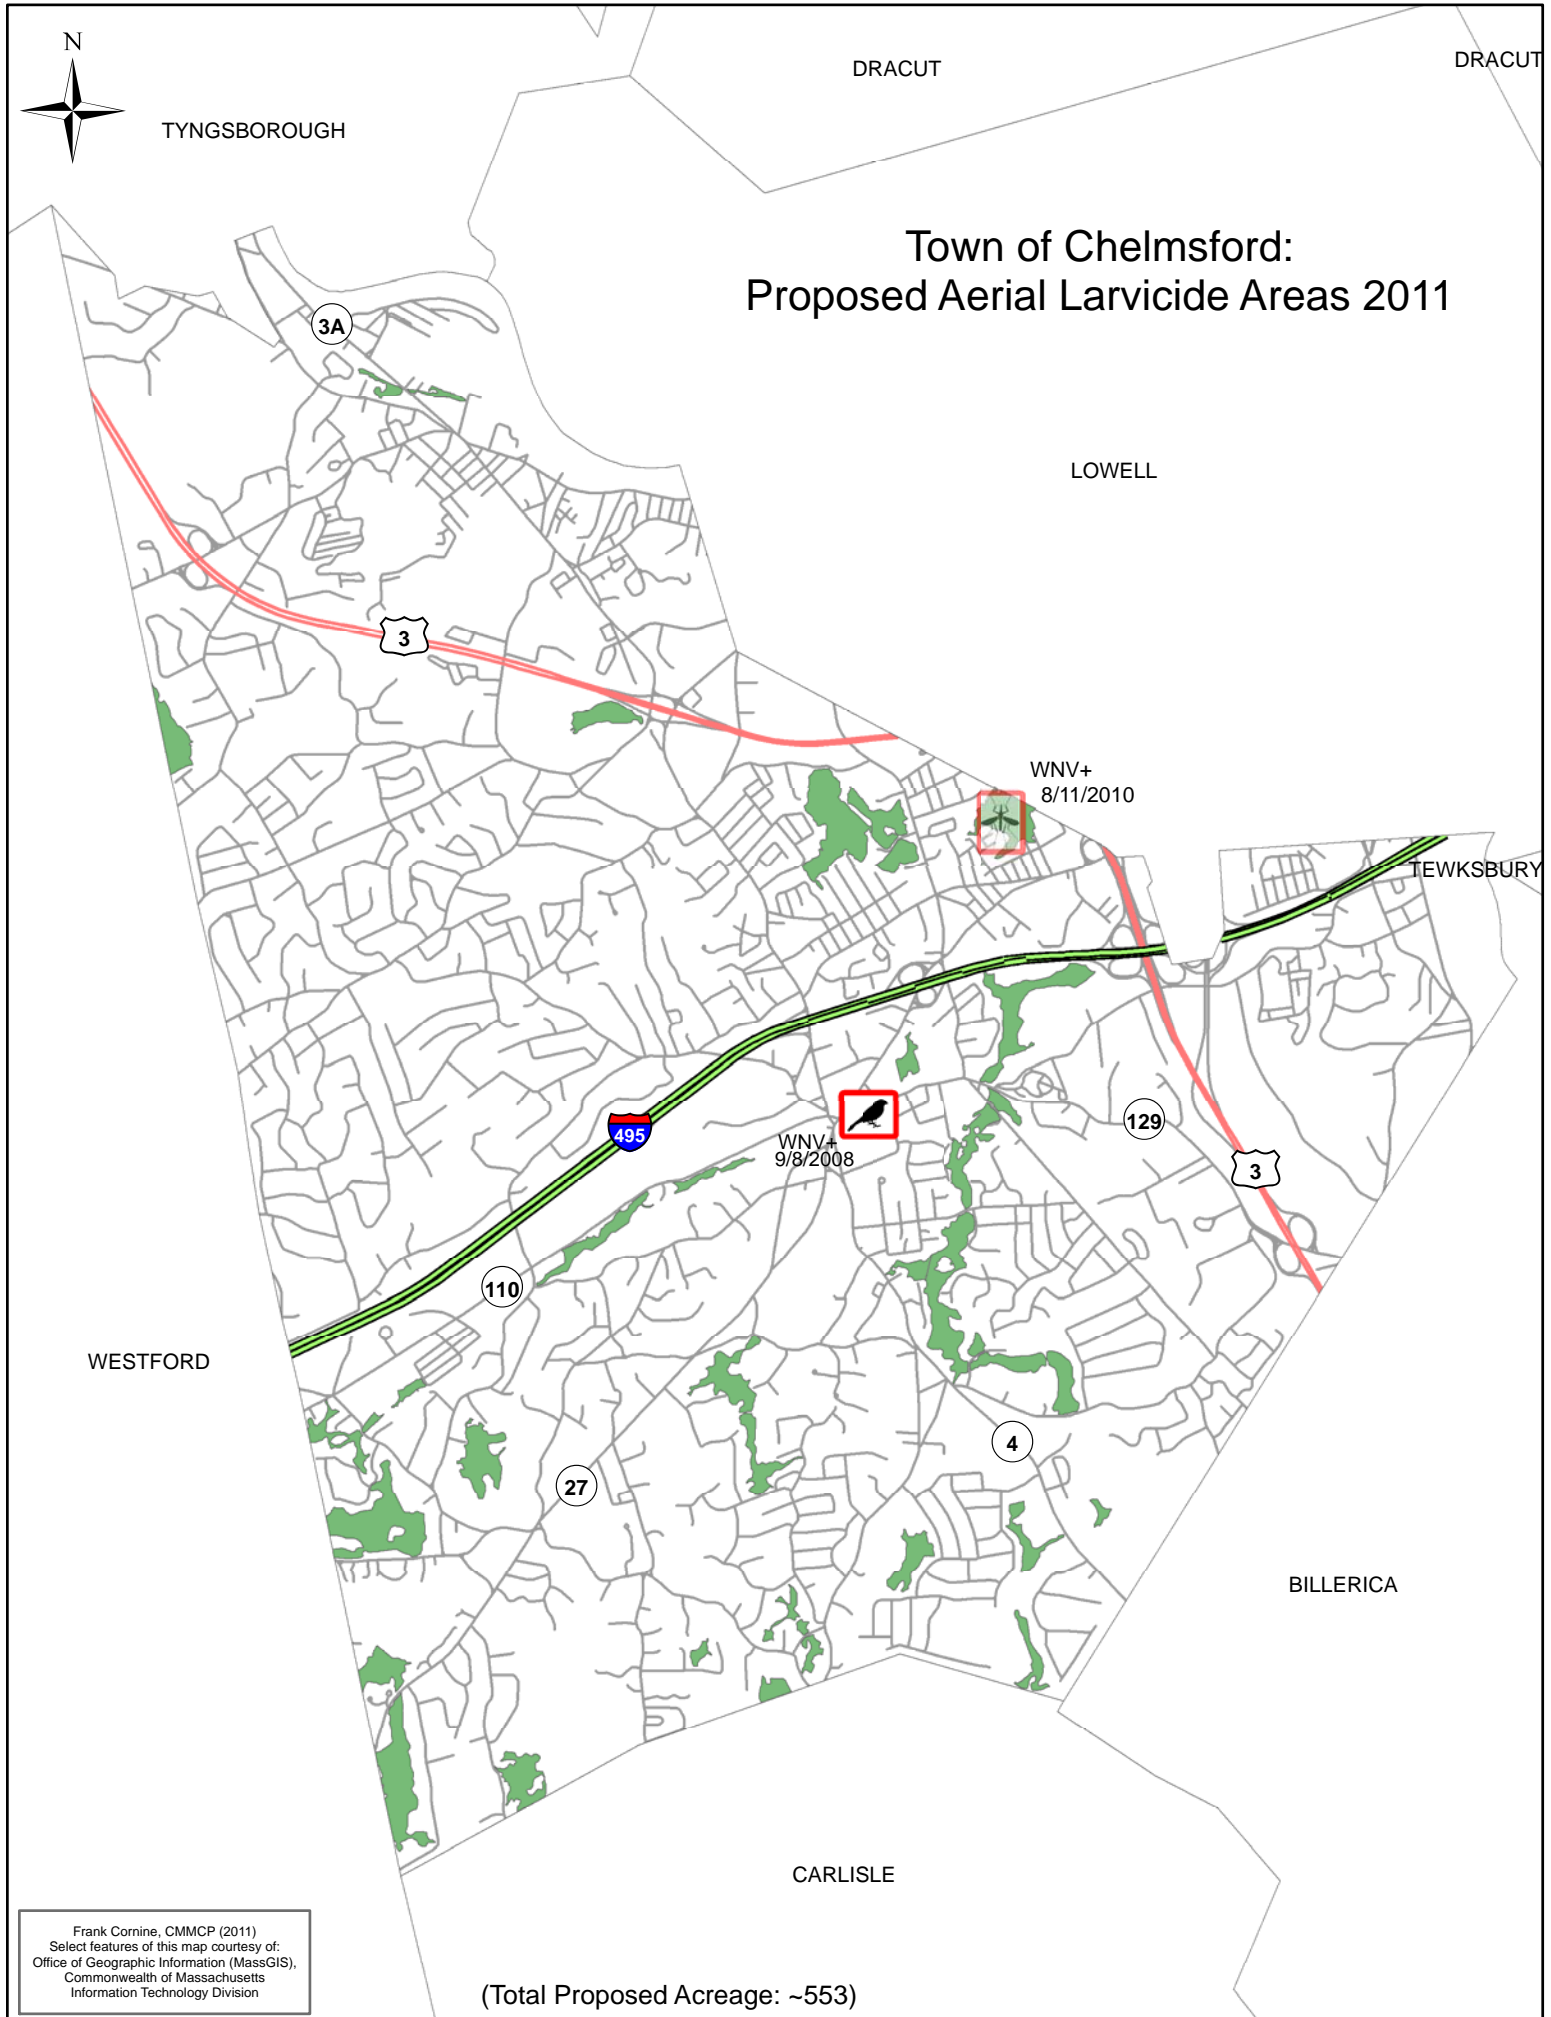 N
DRACUT
DRACUT
TYNGSBOROUGH
Town of Chelmsford:
Proposed Aerial Larvicide Areas 2011
3A
LOWELL
3
WNV+
8/11/2010
TEWKSBURY
495
WNV+
9/8/2008
129
3
110
WESTFORD
4
27
BILLERICA
CARLISLE
Frank Cornine, CMMCP (2011)
Select features of this map courtesy of:
Office of Geographic Information (MassGIS),
Commonwealth of Massachusetts
Information Technology Division
(Total Proposed Acreage: ~553)